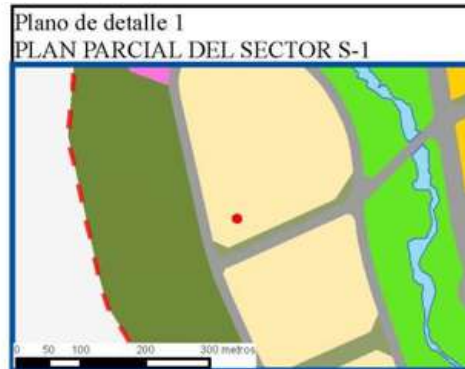 Plano de detalle 1
PLAN PARCIAL DEL SECTOR S-1
0 50 100 200 300 metros